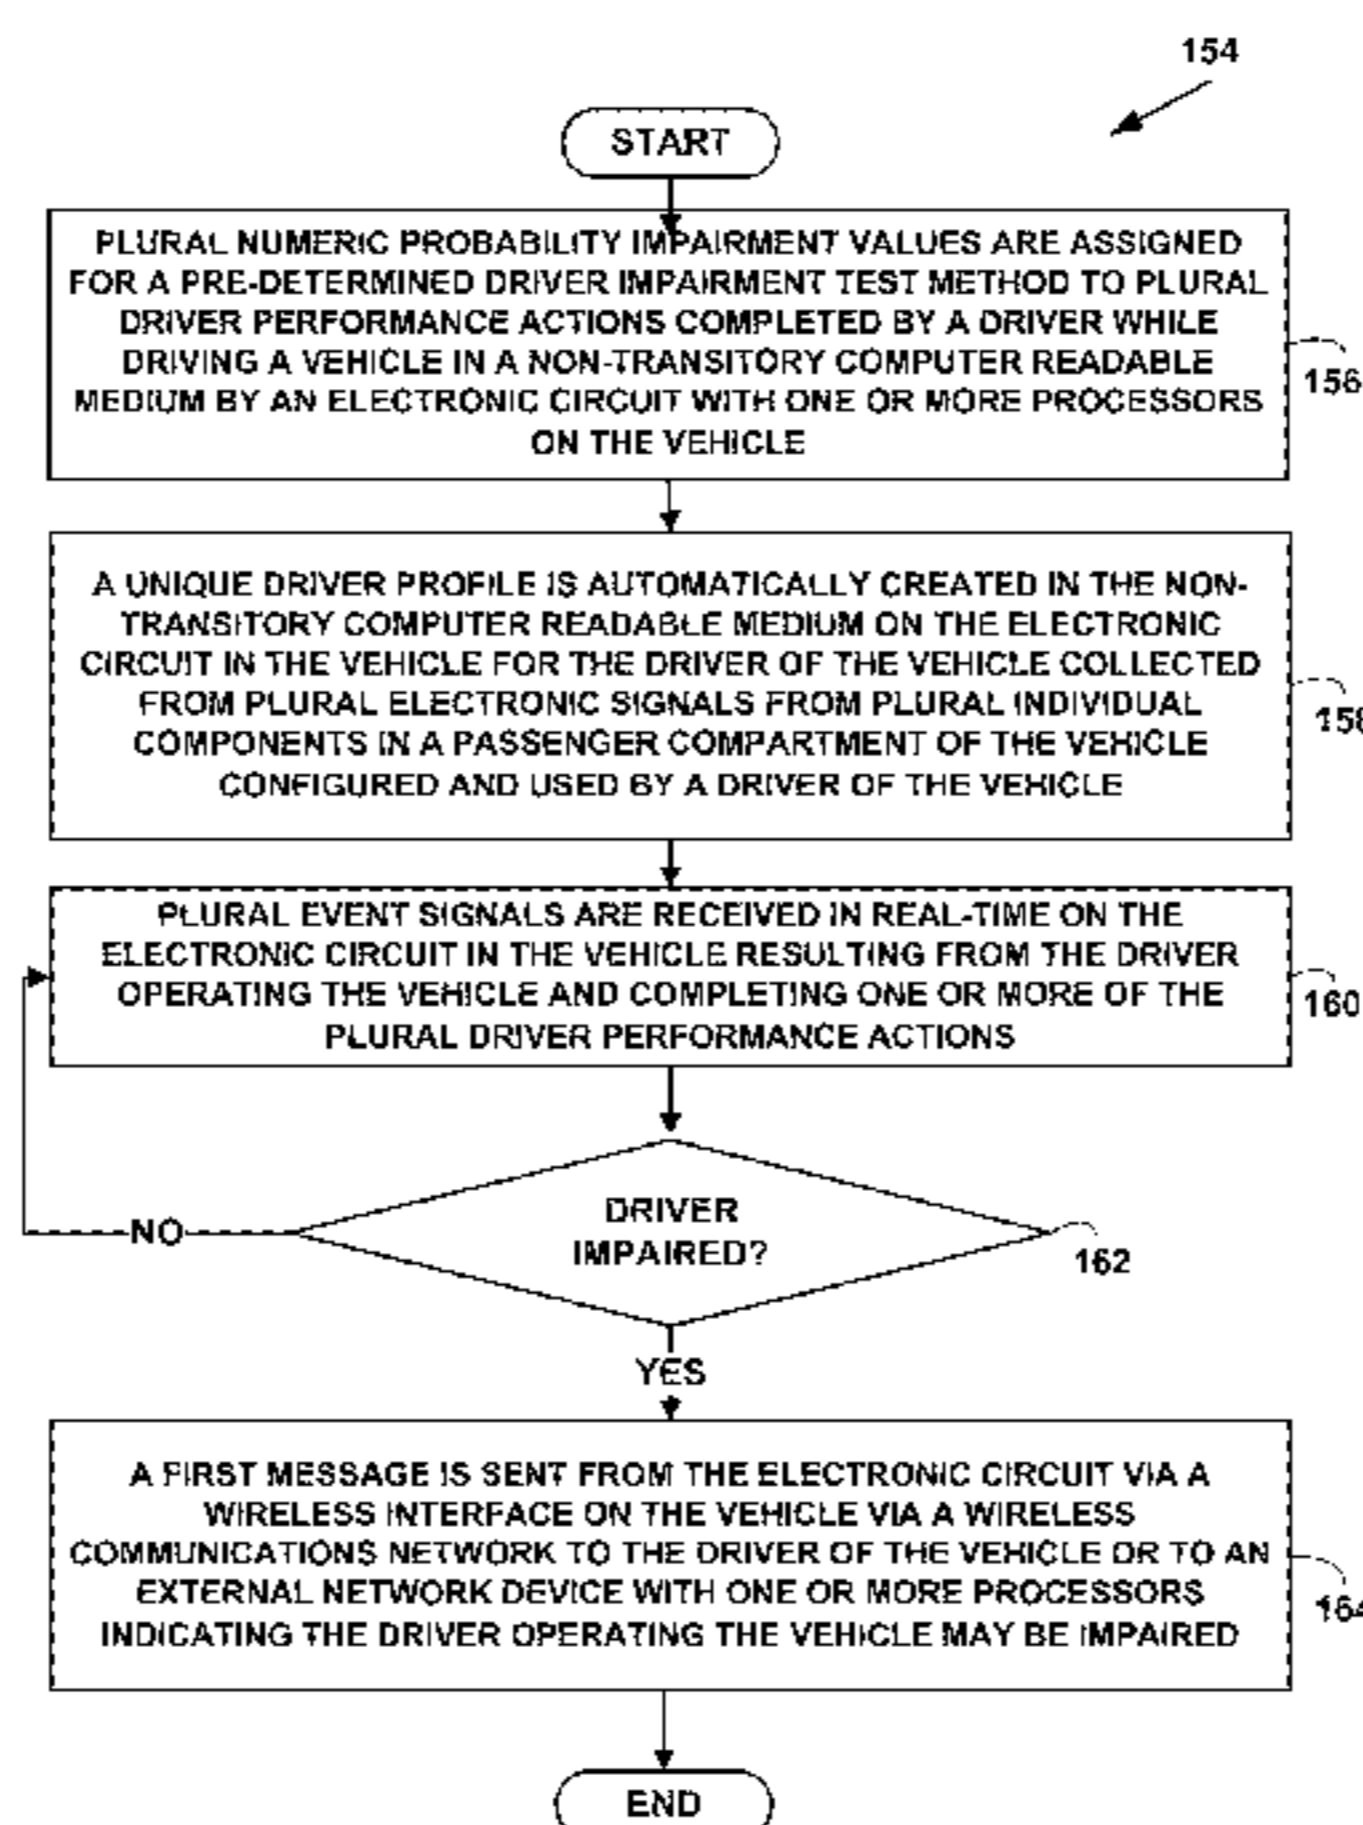 154
START
PLURAL NUMERIC PROBABILITY IMPAIRMENT VALUES ARE ASSIGNED
FOR A PRE-DETERMINED DRIVER IMPAIRMENT TEST METHOD TO PLURAL
DRIVER PERFORMANCE ACTIONS COMPLETED BY A DRIVER WHILE
DRIVING A VEHICLE IN A NON-TRANSITORY COMPUTER READABLE
MEDIUM BY AN ELECTRONIC CIRCUIT WITH ONE OR MORE PROCESSORS
ON THE VEHICLE
156
A UNIQUE DRIVER PROFILE IS AUTOMATICALLY CREATED IN THE NON-
TRANSITORY COMPUTER READABLE MEDIUM ON THE ELECTRONIC
CIRCUIT IN THE VEHICLE FOR THE DRIVER OF THE VEHICLE COLLECTED
FROM PLURAL ELECTRONIC SIGNALS FROM PLURAL INDIVIDUAL
COMPONENTS IN A PASSENGER COMPARTMENT OF THE VEHICLE
CONFIGURED AND USED BY A DRIVER OF THE VEHICLE
158
PLURAL EVENT SIGNALS ARE RECEIVED IN REAL-TIME ON THE
ELECTRONIC CIRCUIT IN THE VEHICLE RESULTING FROM THE DRIVER
OPERATING THE VEHICLE AND COMPLETING ONE OR MORE OF THE
PLURAL DRIVER PERFORMANCE ACTIONS
160
DRIVER
IMPAIRED?
NO
162
YES
A FIRST MESSAGE IS SENT FROM THE ELECTRONIC CIRCUIT VIA A
WIRELESS INTERFACE ON THE VEHICLE VIA A WIRELESS
COMMUNICATIONS NETWORK TO THE DRIVER OF THE VEHICLE OR TO AN
EXTERNAL NETWORK DEVICE WITH ONE OR MORE PROCESSORS
INDICATING THE DRIVER OPERATING THE VEHICLE MAY BE IMPAIRED
164
END